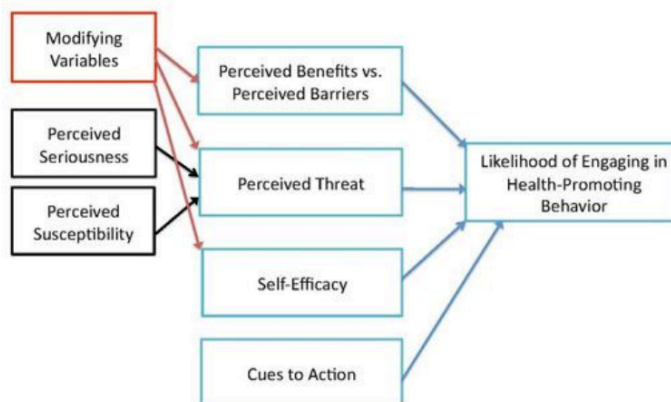 Modifying
Variables
Perceived Benefits vs.
Perceived Barriers
Perceived
Seriousness
Perceived Threat
Likelihood of Engaging in
Health-Promoting
Behavior
Perceived
Susceptibility
Self-Efficacy
Cues to Action